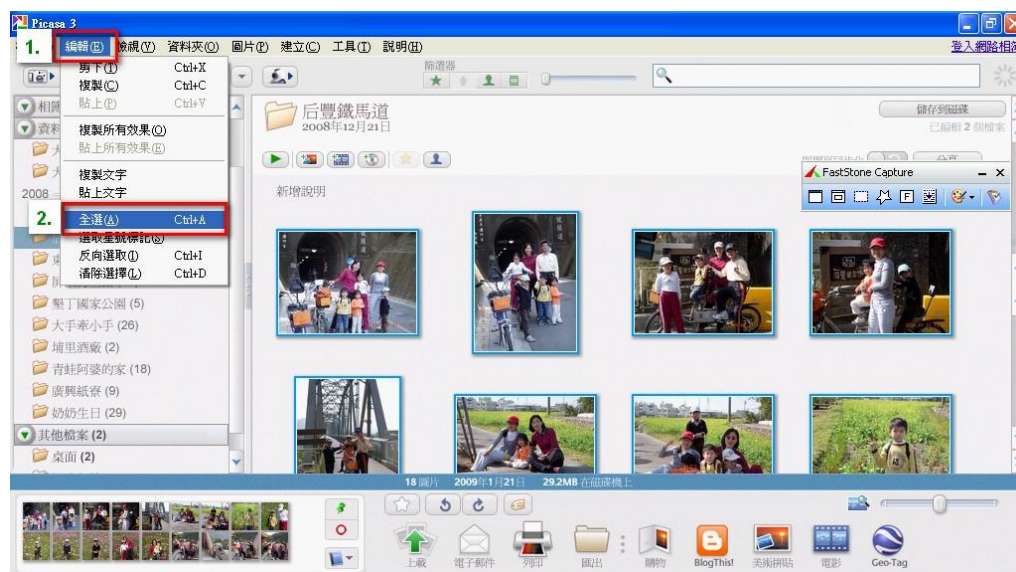 Picasa 3
1.
編輯(E) 檢視(V) 資料夾(O) 圖片(P) 建立(C) 工具(T) 說明(H)
登入網路相簿
剪下(T) Ctrl+X
複製(C) Ctrl+C
貼上(P) Ctrl+V
複製所有效果(O)
貼上所有效果(E)
複製文字
貼上文字
2.
全選(A) Ctrl+A
選取星號標記(S)
反向選取(I) Ctrl+I
清除選擇(L) Ctrl+D
2008
墾丁國家公園 (5)
大手牽小手 (26)
埔里酒廠 (2)
青蛙阿婆的家 (18)
廣興紙寮 (9)
奶奶生日 (29)
其他檔案 (2)
桌面 (2)
篩選器
后豐鐵馬道
2008年12月21日
儲存到磁碟
已編輯 2 個檔案
分享
新增說明
FastStone Capture
18 圖片 2009年1月21日 29.2MB 在磁碟機上
上載
電子郵件
列印
匯出
購物
BlogThis!
美術拼貼
電影
Geo-Tag